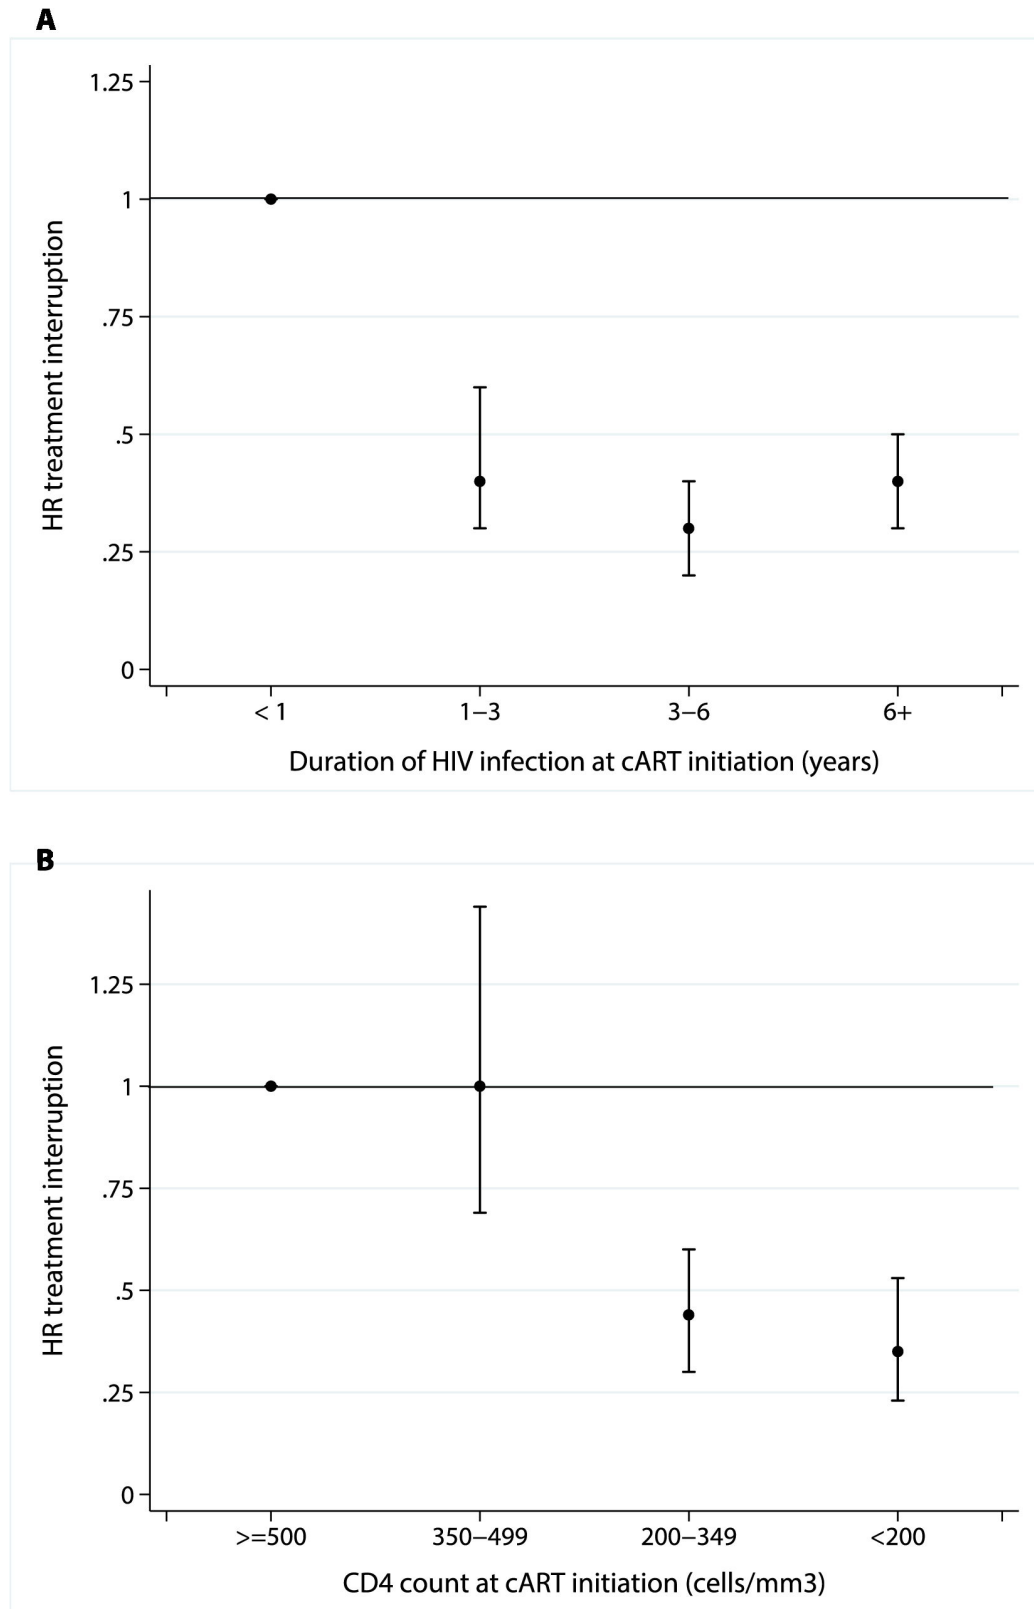 A
1.25
1
.75
.5
.25
0
HR treatment interruption
< 1 1–3 3–6 6+
Duration of HIV infection at cART initiation (years)
B
1.25
1
.75
.5
.25
0
HR treatment interruption
>=500 350–499 200–349 <200
CD4 count at cART initiation (cells/mm3)